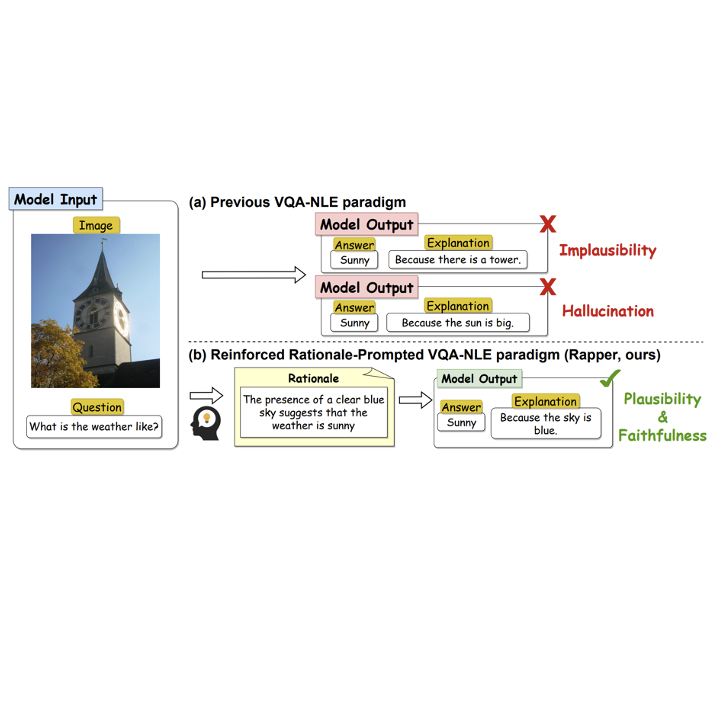 Model Input
Image
Question
What is the weather like?
(a) Previous VQA-NLE paradigm
Model Output
Answer
Explanation
Sunny
Because there is a tower.
Implausibility
Model Output
Answer
Explanation
Sunny
Because the sun is big.
Hallucination
(b) Reinforced Rationale-Prompted VQA-NLE paradigm (Rapper, ours)
Rationale
The presence of a clear blue
sky suggests that the
weather is sunny
Model Output
Answer
Explanation
Sunny
Because the sky is
blue.
Plausibility
&
Faithfulness